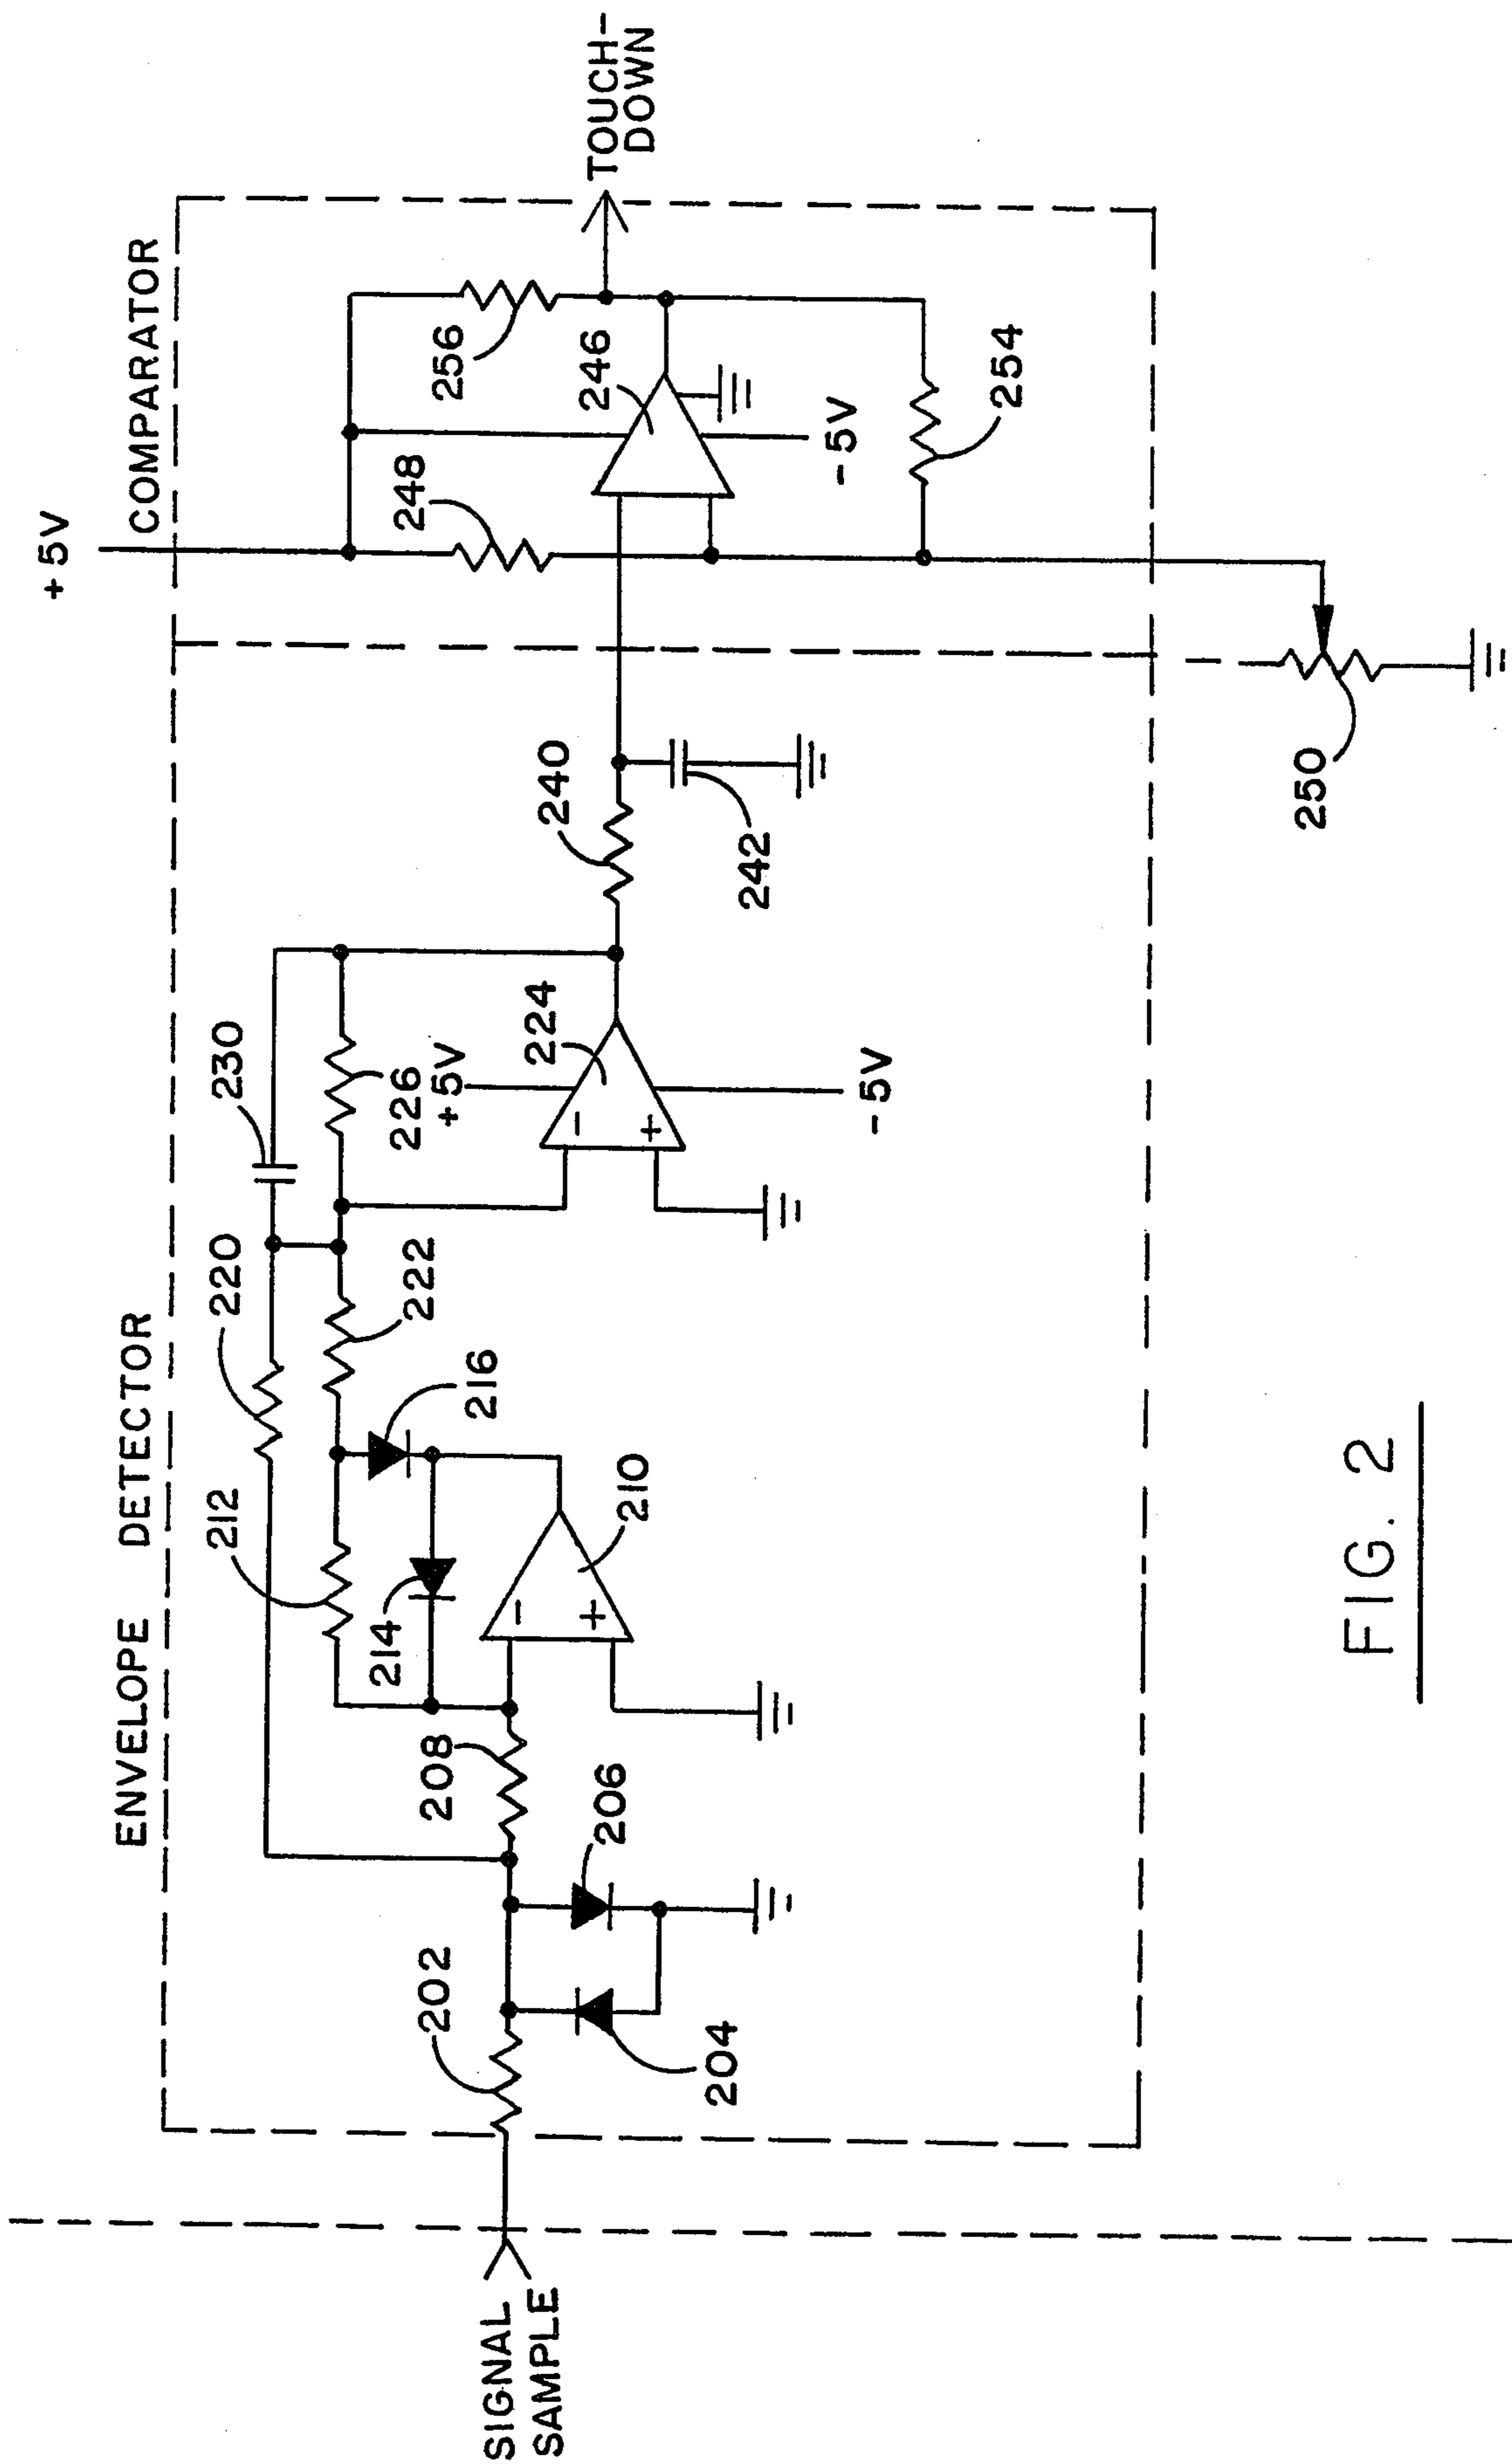 ENVELOPE DETECTOR
COMPARATOR
+5V
SIGNAL
SAMPLE
202
204
206
208
210
212
214
216
220
222
224
226
230
+5V
-5V
-
+
-
+
240
242
246
248
250
254
256
-5V
TOUCH-
DOWN
FIG. 2